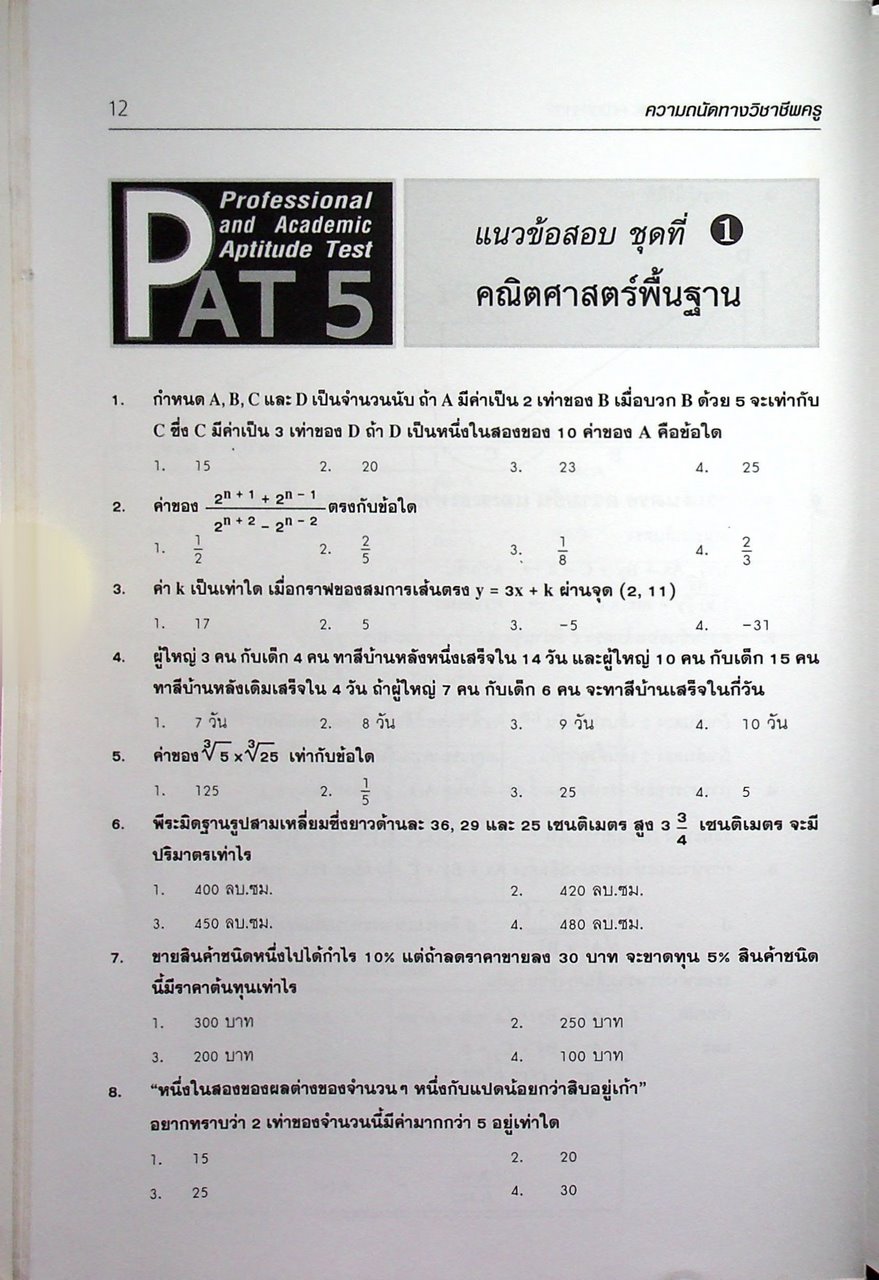 12 ความถนัดทางวิชาชีพครู
Professional
and Academic
Aptitude Test
PAT 5
แนวข้อสอบ ชุดที่ ❶
คณิตศาสตร์พื้นฐาน
1. กำหนด A, B, C และ D เป็นจำนวนนับ ถ้า A มีค่าเป็น 2 เท่าของ B เมื่อบวก B ด้วย 5 จะเท่ากับ
C ซึ่ง C มีค่าเป็น 3 เท่าของ D ถ้า D เป็นหนึ่งในสองของ 10 ค่าของ A คือข้อใด
1. 15 2. 20 3. 23 4. 25
2. ค่าของ (2^(n + 1) + 2^(n − 1))/(2^(n + 2) − 2^(n − 2)) ตรงกับข้อใด
1. 1/2 2. 2/5 3. 1/8 4. 2/3
3. ค่า k เป็นเท่าใด เมื่อกราฟของสมการเส้นตรง y = 3x + k ผ่านจุด (2, 11)
1. 17 2. 5 3. −5 4. −31
4. ผู้ใหญ่ 3 คน กับเด็ก 4 คน ทาสีบ้านหลังหนึ่งเสร็จใน 14 วัน และผู้ใหญ่ 10 คน กับเด็ก 15 คน
ทาสีบ้านหลังเดิมเสร็จใน 4 วัน ถ้าผู้ใหญ่ 7 คน กับเด็ก 6 คน จะทาสีบ้านเสร็จในกี่วัน
1. 7 วัน 2. 8 วัน 3. 9 วัน 4. 10 วัน
5. ค่าของ ∛5 x ∛25 เท่ากับข้อใด
1. 125 2. 1/5 3. 25 4. 5
6. พีระมิดฐานรูปสามเหลี่ยมซึ่งยาวด้านละ 36, 29 และ 25 เซนติเมตร สูง 3 3/4 เซนติเมตร จะมี
ปริมาตรเท่าไร
1. 400 ลบ.ซม. 2. 420 ลบ.ซม.
3. 450 ลบ.ซม. 4. 480 ลบ.ซม.
7. ขายสินค้าชนิดหนึ่งไปได้กำไร 10% แต่ถ้าลดราคาขายลง 30 บาท จะขาดทุน 5% สินค้าชนิด
นี้มีราคาต้นทุนเท่าไร
1. 300 บาท 2. 250 บาท
3. 200 บาท 4. 100 บาท
8. “หนึ่งในสองของผลต่างของจำนวนๆ หนึ่งกับแปดน้อยกว่าสิบอยู่เก้า”
อยากทราบว่า 2 เท่าของจำนวนนี้มีค่ามากกว่า 5 อยู่เท่าใด
1. 15 2. 20
3. 25 4. 30